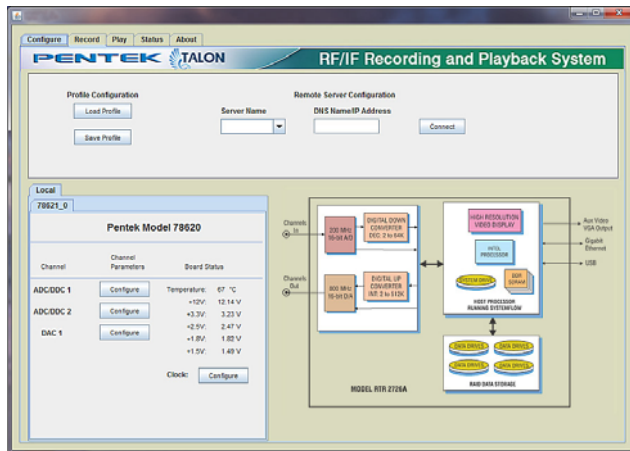 Configure Record Play Status About
PENTEK TALON RF/IF Recording and Playback System
Profile Configuration
Load Profile
Save Profile
Remote Server Configuration
Server Name DNS Name/IP Address
Connect
Local
78621_0
Pentek Model 78620
Channel Channel Parameters Board Status
ADC/DDC 1 Configure Temperature: 67 °C
+12V: 12.14 V
ADC/DDC 2 Configure +3.3V: 3.23 V
+2.5V: 2.47 V
DAC 1 Configure +1.8V: 1.82 V
+1.5V: 1.49 V
Clock: Configure
Channels In
200 MHz 16-bit A/D
DIGITAL DOWN CONVERTER DEC: 2 to 64K
Channels Out
800 MHz 16-bit D/A
DIGITAL UP CONVERTER INT: 2 to 512K
HIGH RESOLUTION VIDEO DISPLAY
INTEL PROCESSOR
SYSTEM DRIVE
DDR SDRAM
HOST PROCESSOR RUNNING SYSTEMFLOW
Aux Video VGA Output
Gigabit Ethernet
USB
DATA DRIVES DATA DRIVES
DATA DRIVES DATA DRIVES
RAID DATA STORAGE
MODEL RTR 2726A